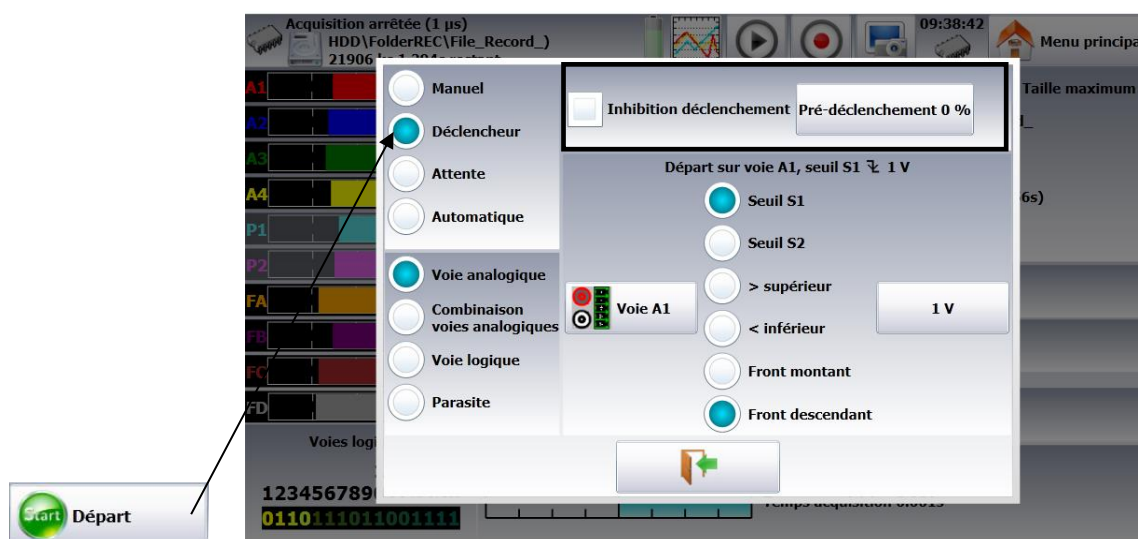 Acquisition arrêtée (1 µs)
HDD\FolderREC\File_Record_)
09:38:42
Menu principa
A1
A2
A3
A4
P1
P2
FA
FB
FC
FD
Taille maximum
6s)
Manuel
Déclencheur
Attente
Automatique
Voie analogique
Combinaison
voies analogiques
Voie logique
Parasite
Inhibition déclenchement
Pré-déclenchement 0 %
Départ sur voie A1, seuil S1 1 V
Seuil S1
Seuil S2
> supérieur
< inférieur
Front montant
Front descendant
Voie A1
1 V
Voies logi
123456789
0110111011001111
Start Départ